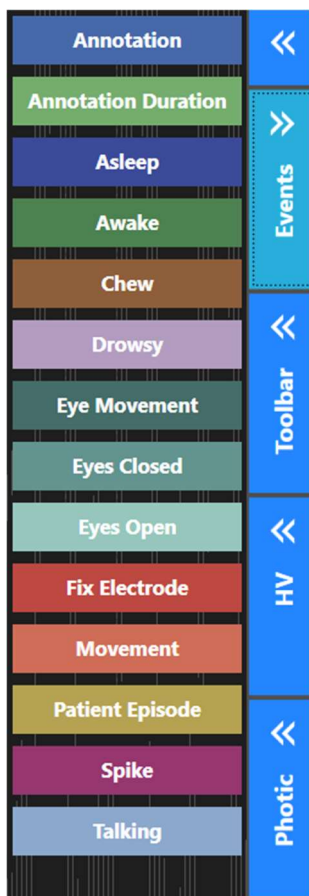 Annotation
Annotation Duration
Asleep
Awake
Chew
Drowsy
Eye Movement
Eyes Closed
Eyes Open
Fix Electrode
Movement
Patient Episode
Spike
Talking
Events
Toolbar
HV
Photic